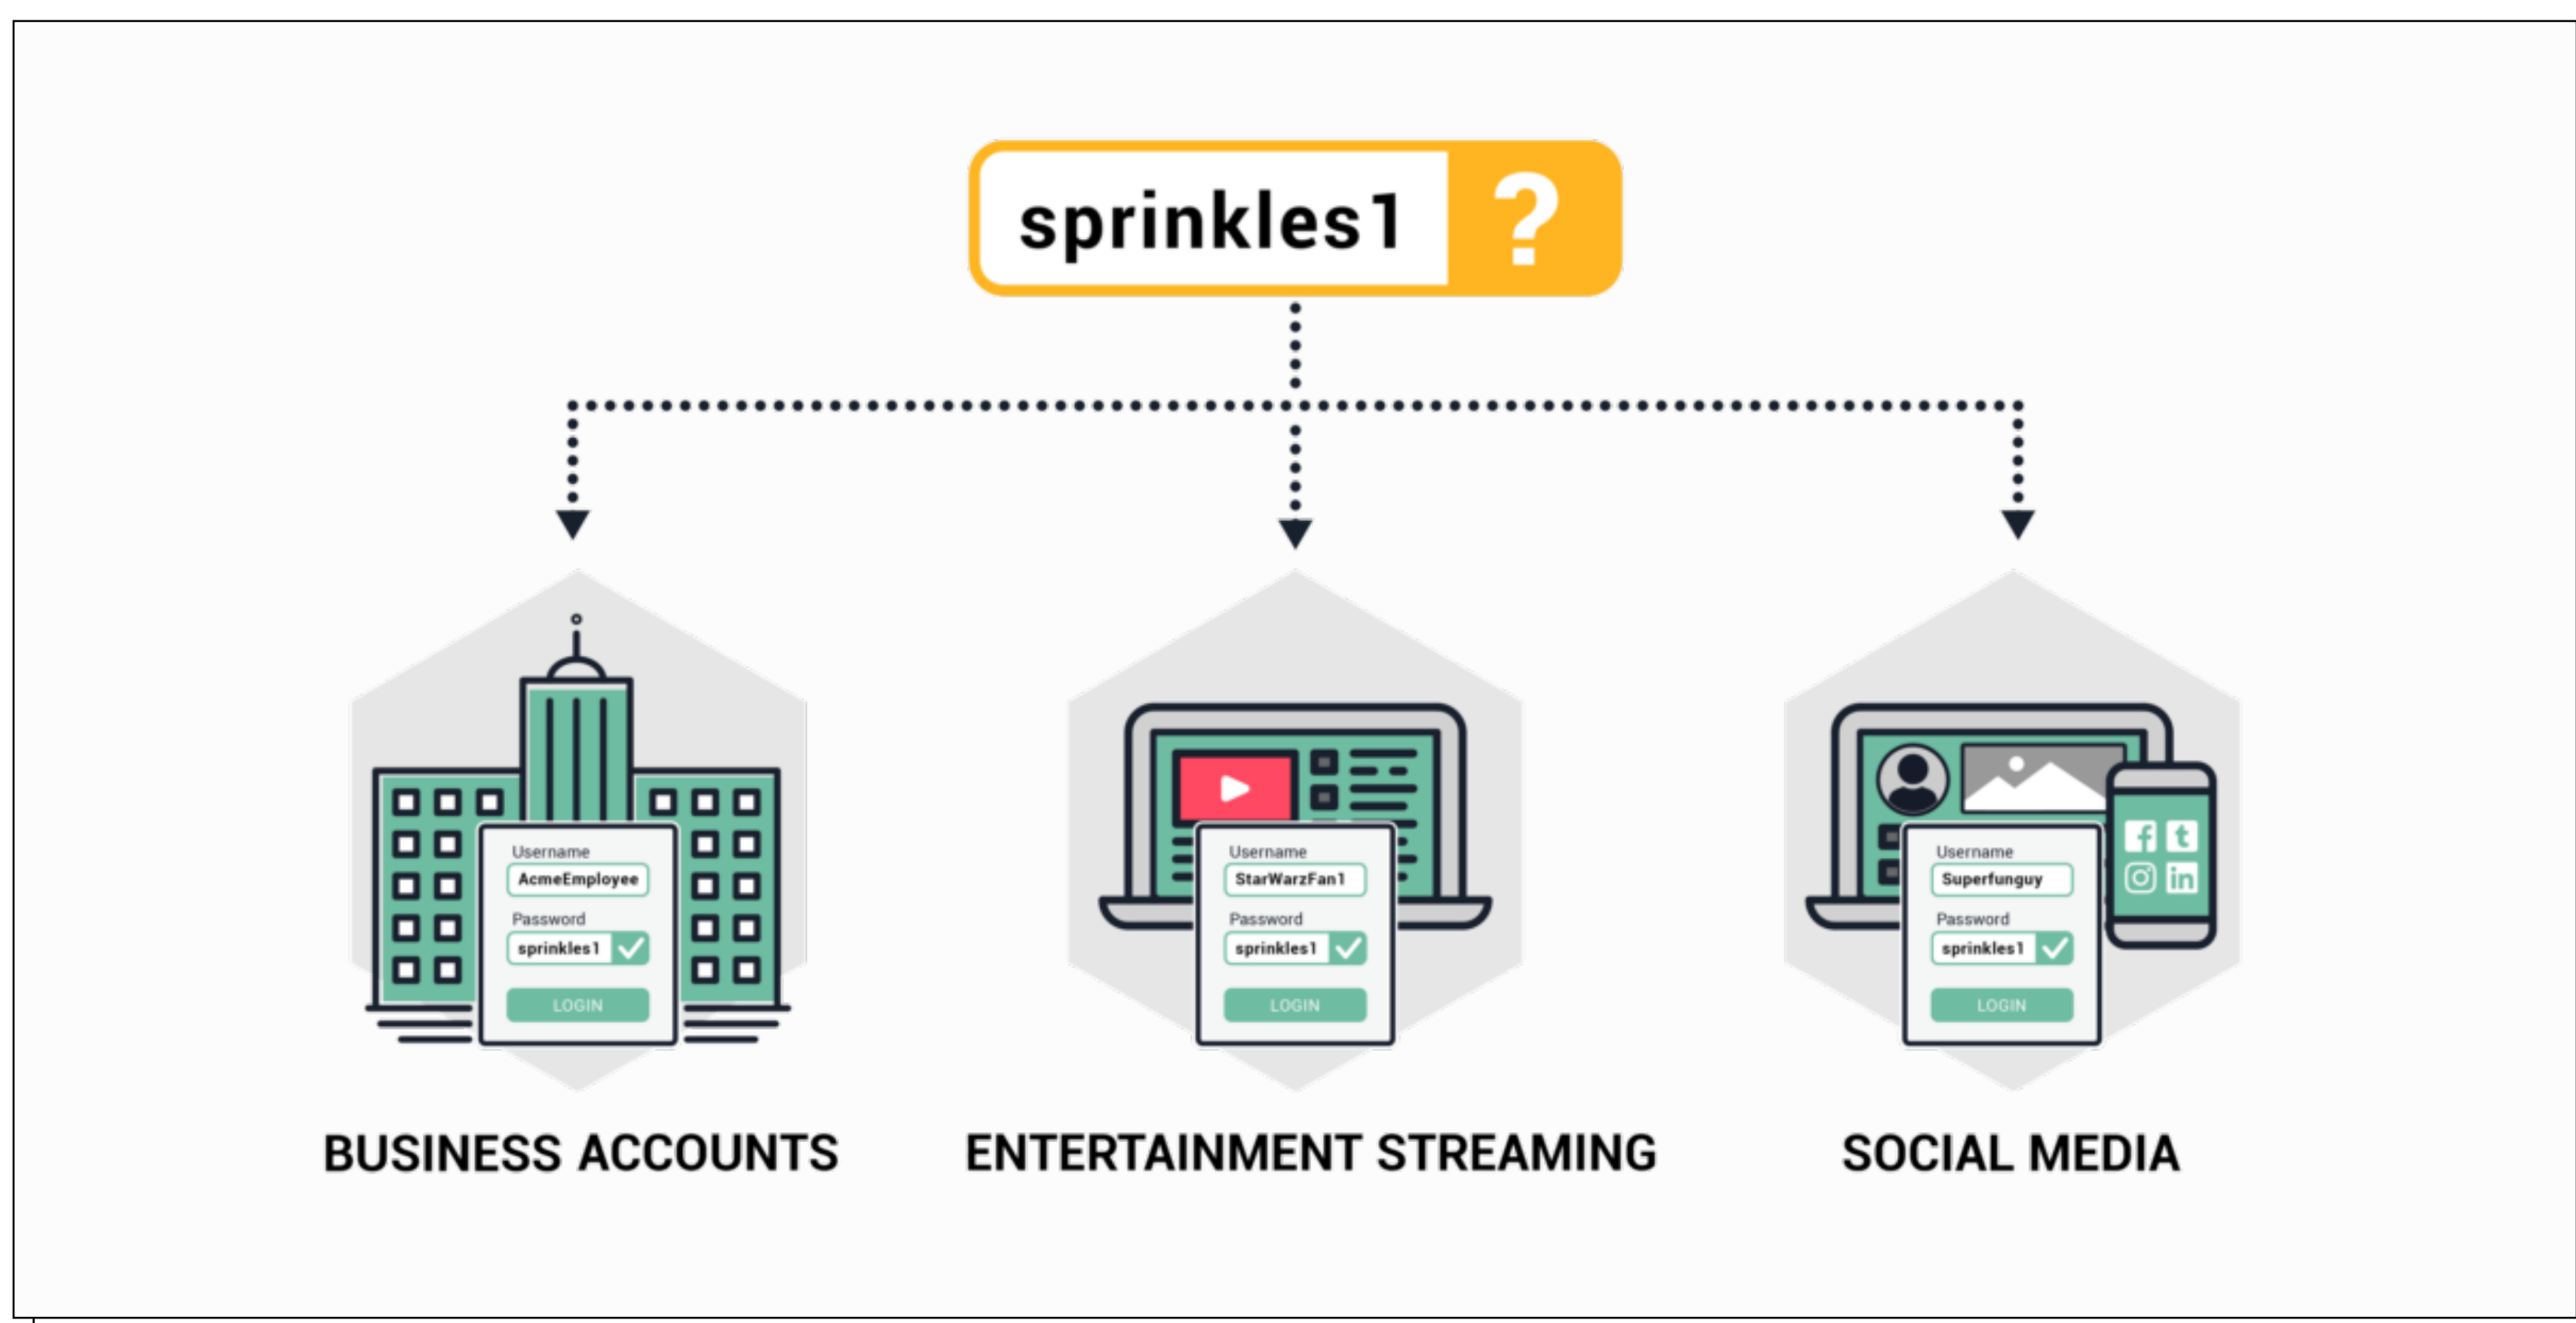 sprinkles1 ?
Username
AcmeEmployee
Password
sprinkles1
LOGIN
Username
StarWarzFan1
Password
sprinkles1
LOGIN
Username
Superfunguy
Password
sprinkles1
LOGIN
f t
in
BUSINESS ACCOUNTS
ENTERTAINMENT STREAMING
SOCIAL MEDIA